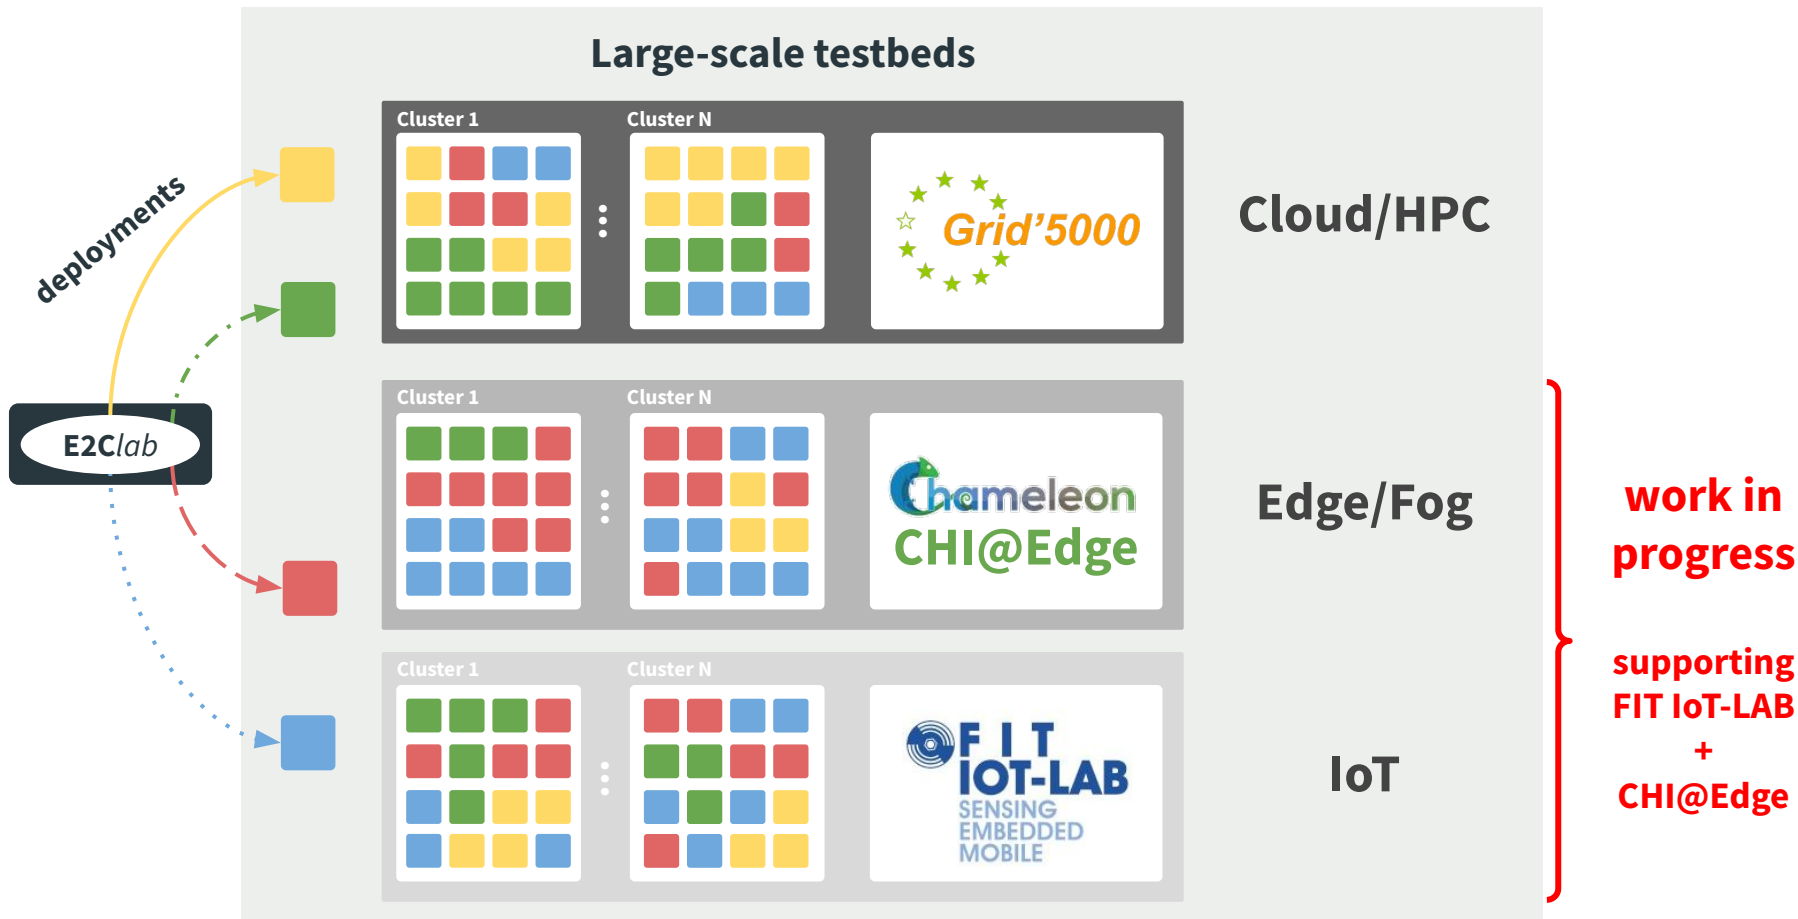 Large-scale testbeds
deployments
E2Clab
Cluster 1
Cluster N
Grid'5000
Cloud/HPC
Cluster 1
Cluster N
Chameleon
CHI@Edge
Edge/Fog
Cluster 1
Cluster N
FIT
IOT-LAB
SENSING
EMBEDDED
MOBILE
IoT
work in
progress
supporting
FIT IoT-LAB
+
CHI@Edge